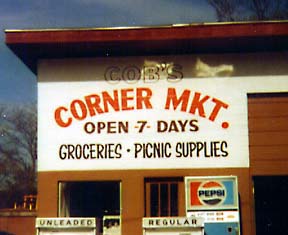 COB'S
CORNER MKT.
OPEN -7- DAYS
GROCERIES • PICNIC SUPPLIES
PEPSI
UNLEADED
REGULAR